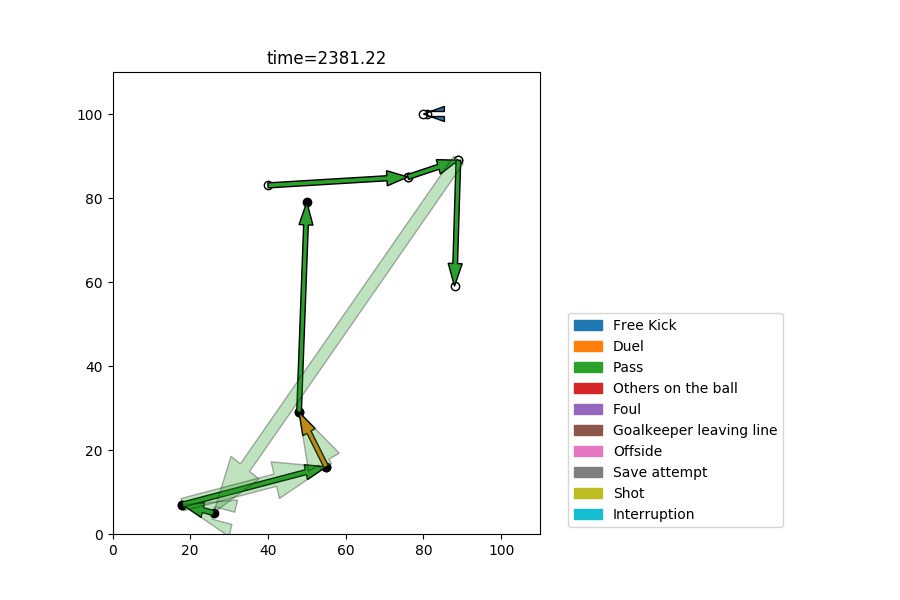 time=2381.22
100
80
60
40
20
0
0 20 40 60 80 100
Free Kick
Duel
Pass
Others on the ball
Foul
Goalkeeper leaving line
Offside
Save attempt
Shot
Interruption